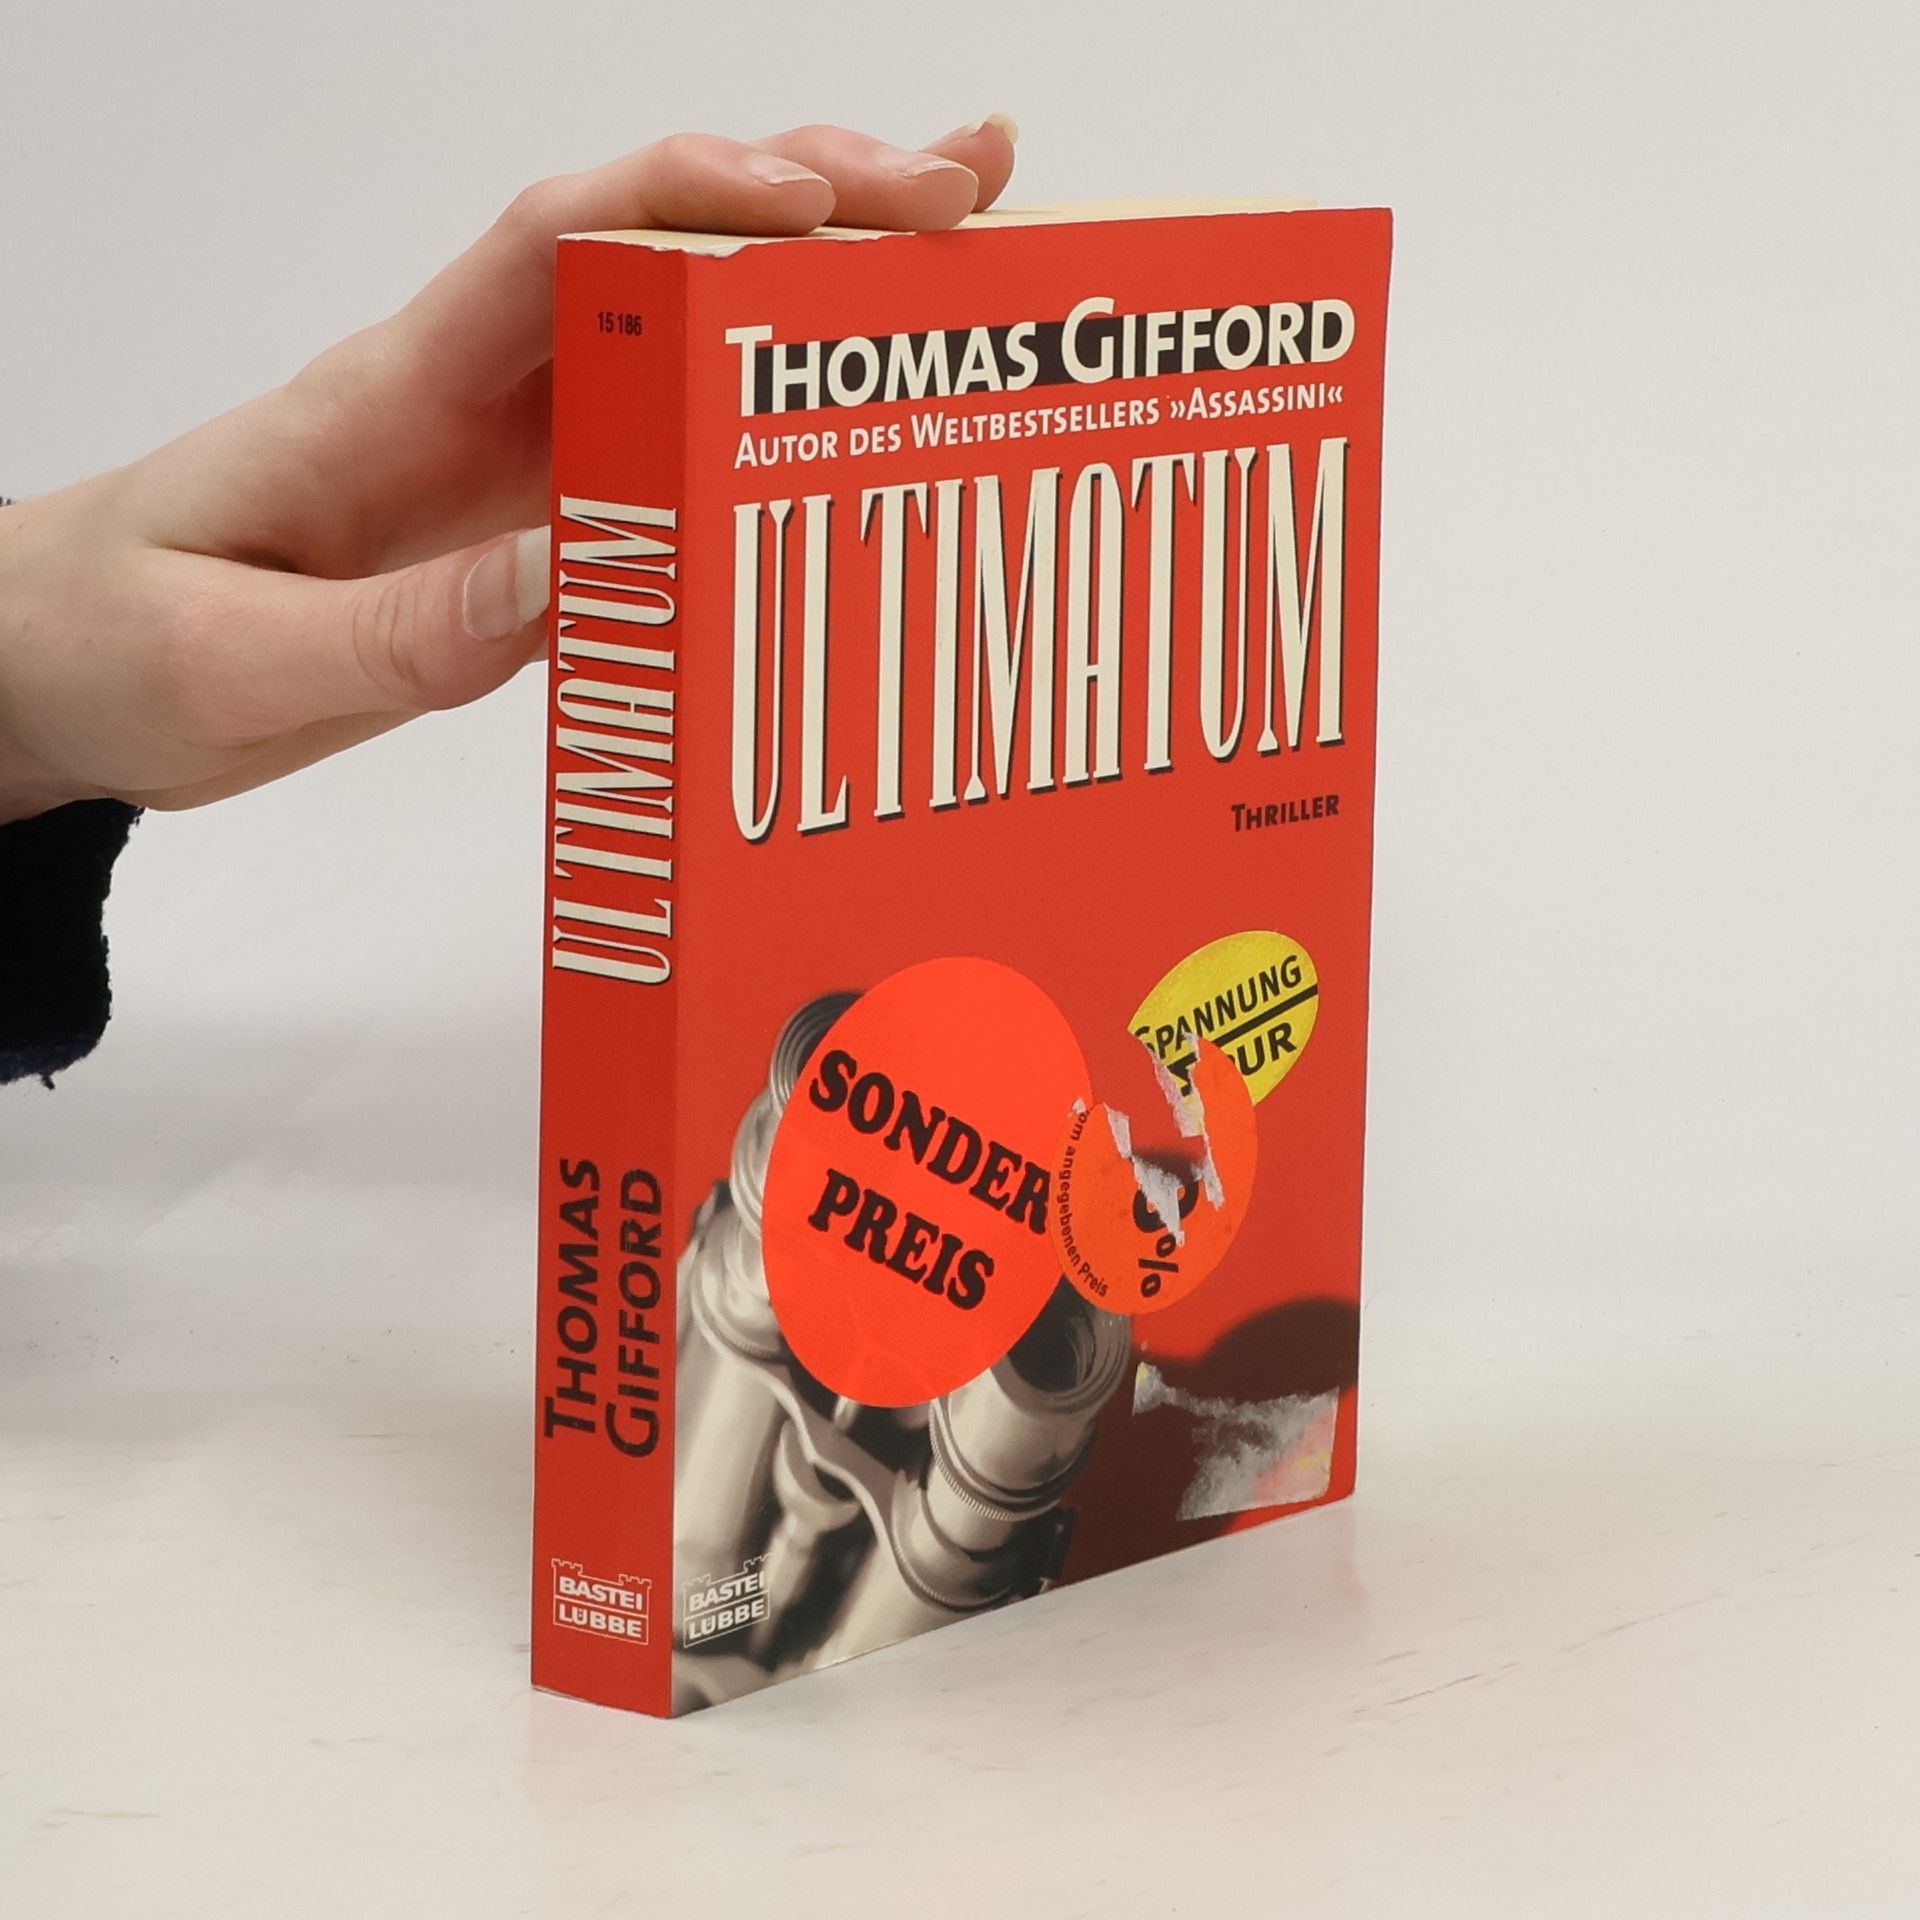 15 186
ULTIMATUM
THOMAS
GIFFORD
BASTEI
LÜBBE
THOMAS GIFFORD
AUTOR DES WELTBESTSELLERS »ASSASSINI«
ULTIMATUM
THRILLER
SPANNUNG
SONDER
PREIS
vom angegebenen Preis
%
BASTEI
LÜBBE